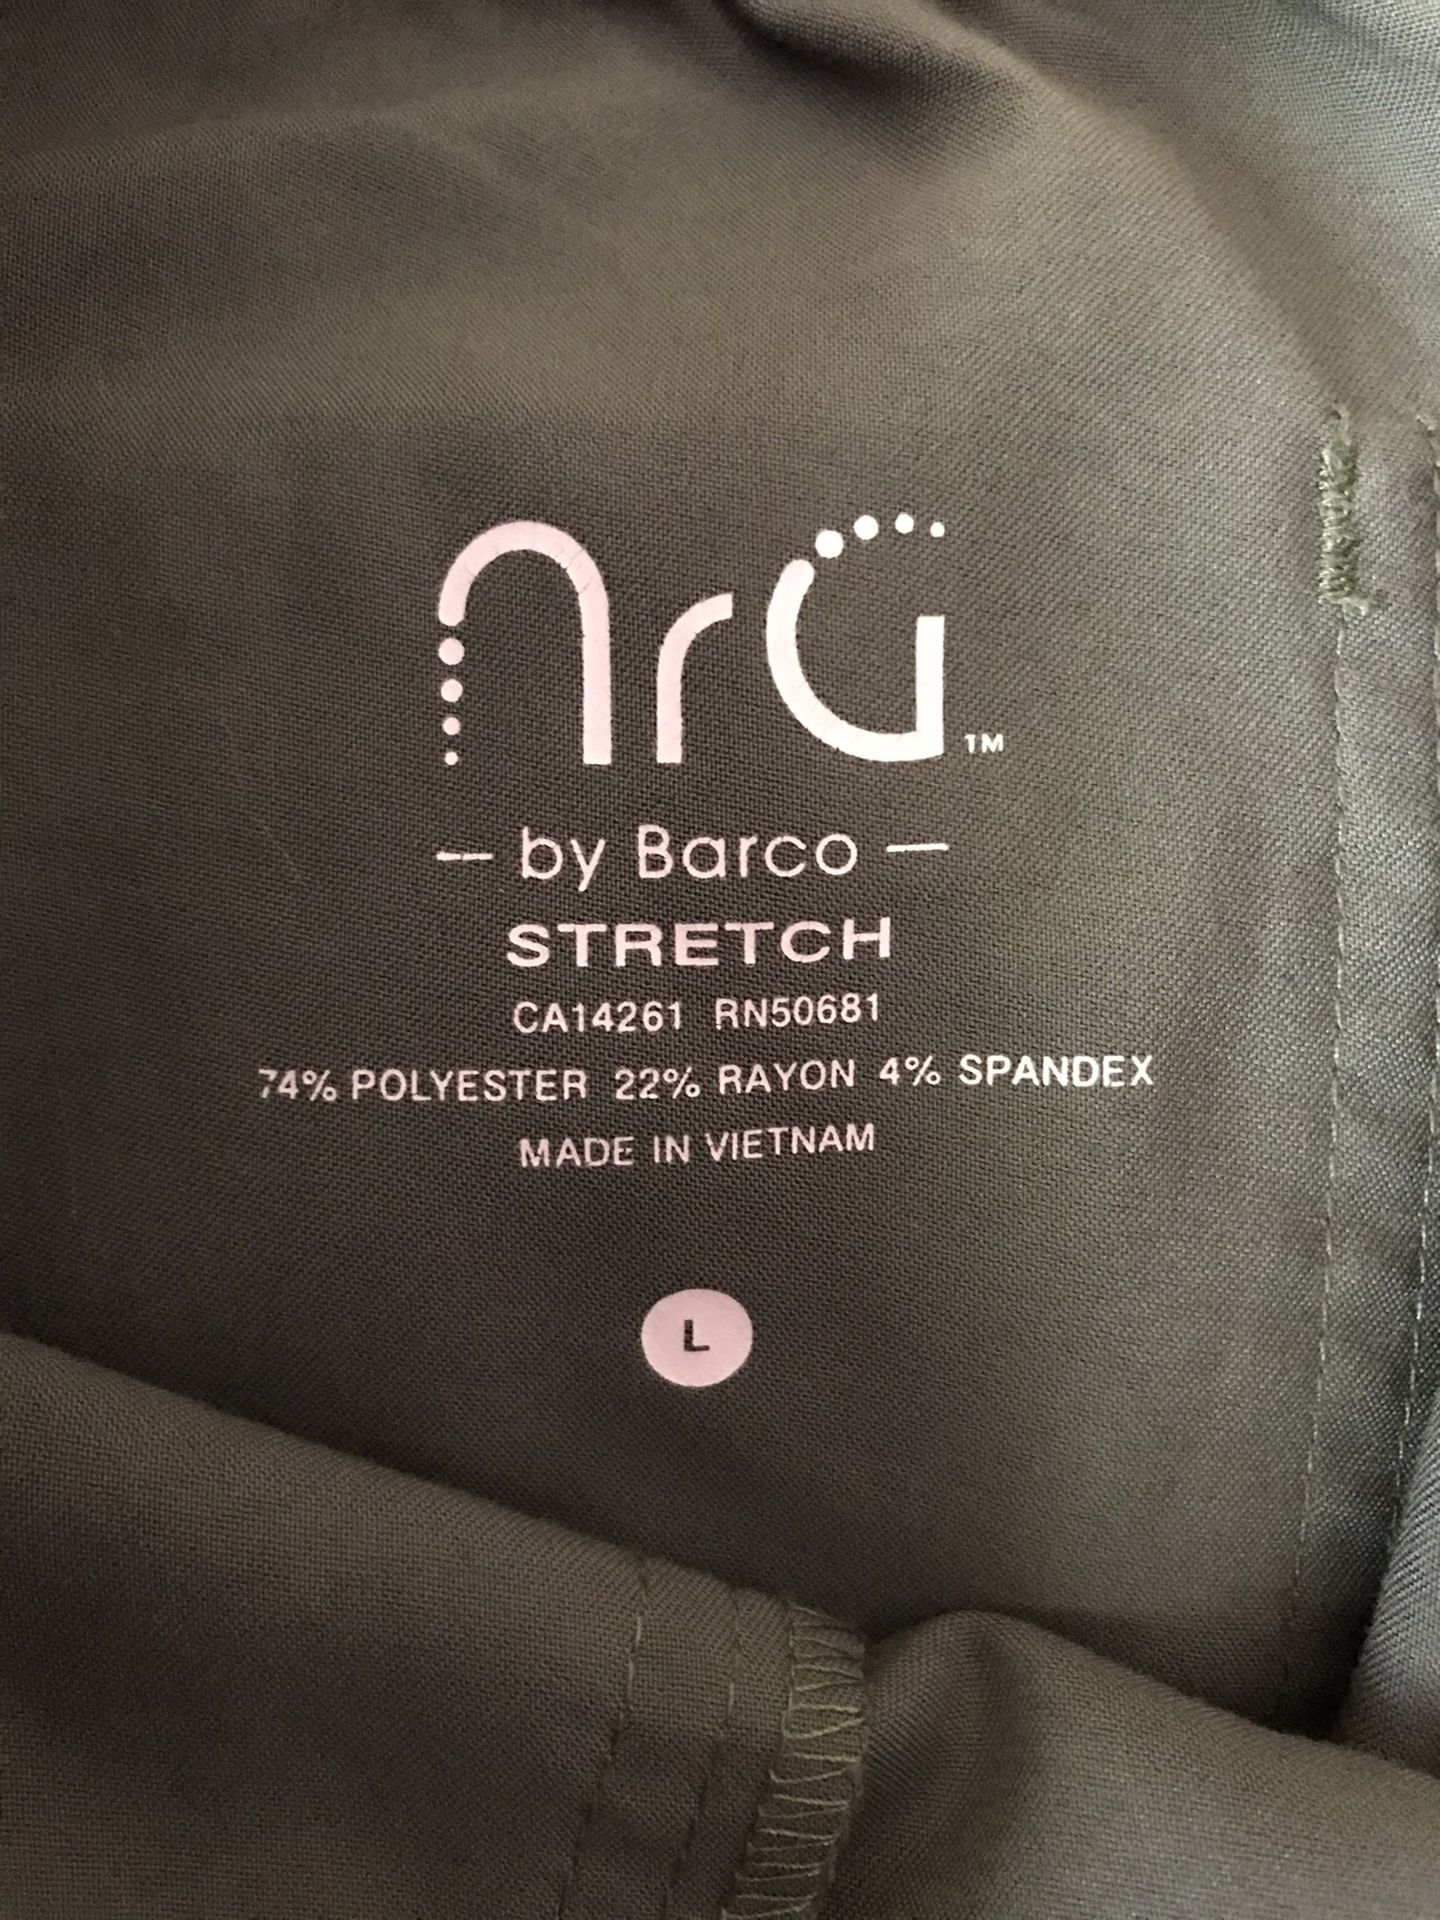 nrG™
— by Barco —
STRETCH
CA14261 RN50681
74% POLYESTER 22% RAYON 4% SPANDEX
MADE IN VIETNAM
L